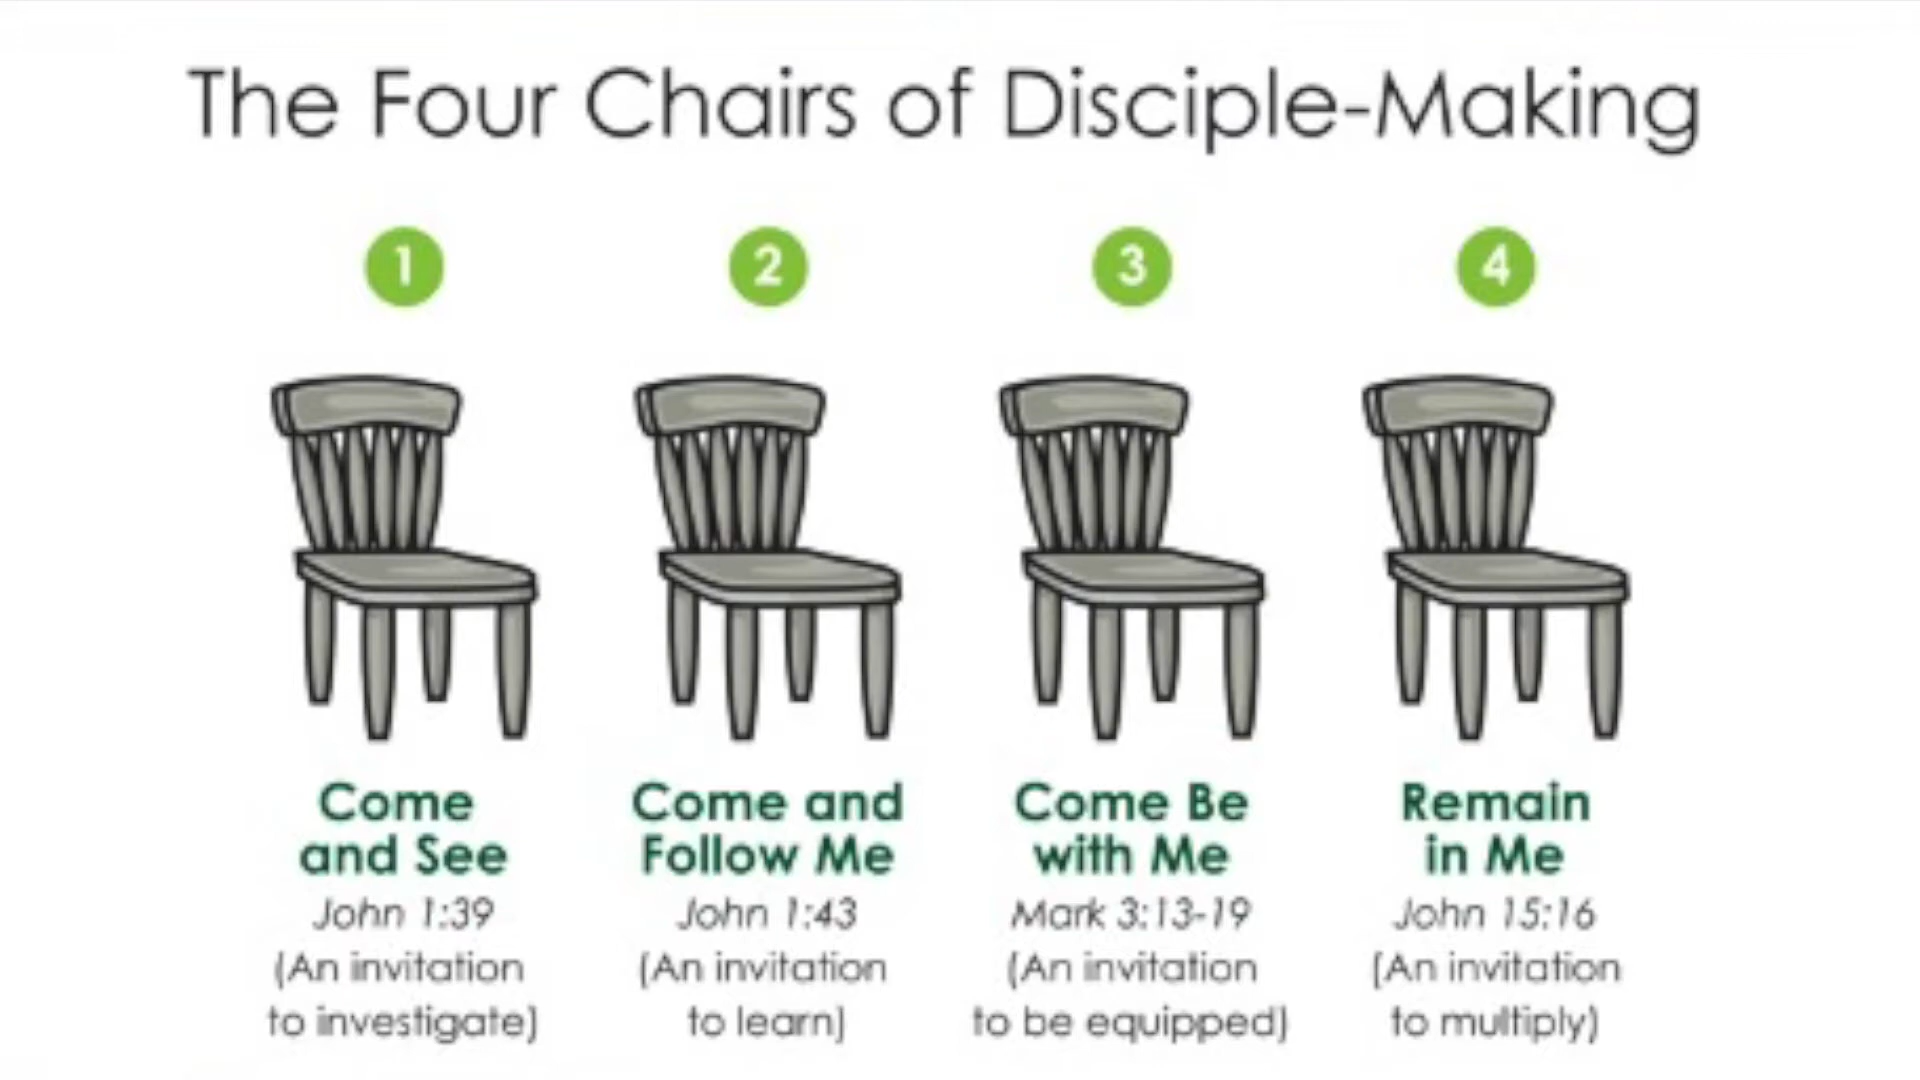 The Four Chairs of Disciple-Making
1
2
3
4
Come
and See
John 1:39
(An invitation
to investigate)
Come and
Follow Me
John 1:43
(An invitation
to learn)
Come Be
with Me
Mark 3:13-19
(An invitation
to be equipped)
Remain
in Me
John 15:16
(An invitation
to multiply)